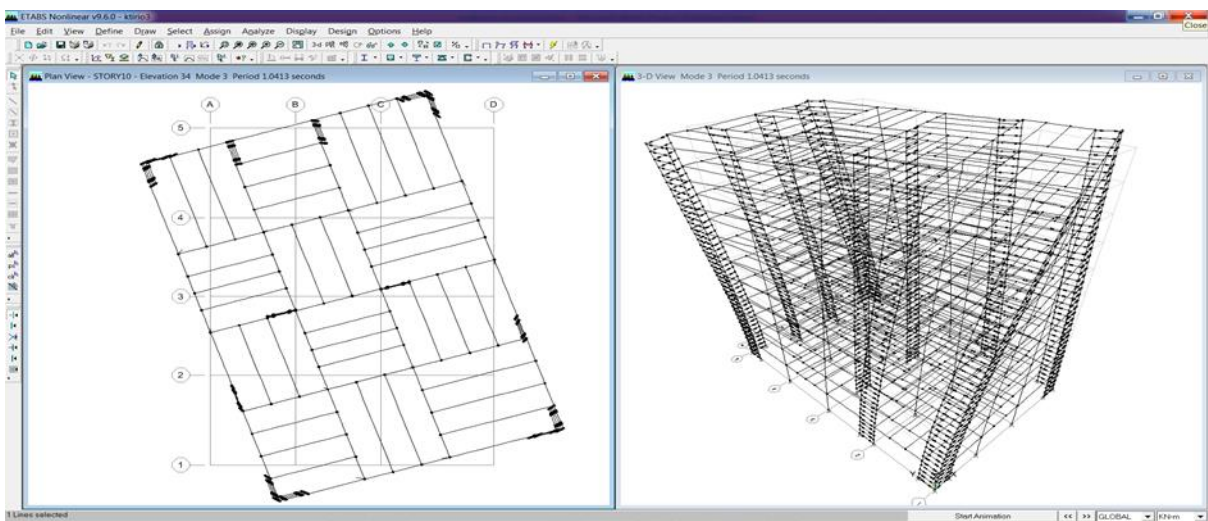 ETABS Nonlinear v9.6.0 - ktirio3
Close
File Edit View Define Draw Select Assign Analyze Display Design Options Help
Plan View - STORY10 - Elevation 34 Mode 3 Period 1.0413 seconds
3-D View Mode 3 Period 1.0413 seconds
A B C D
5
4
3
2
1
1 Lines selected
Start Animation << >> GLOBAL KN-m